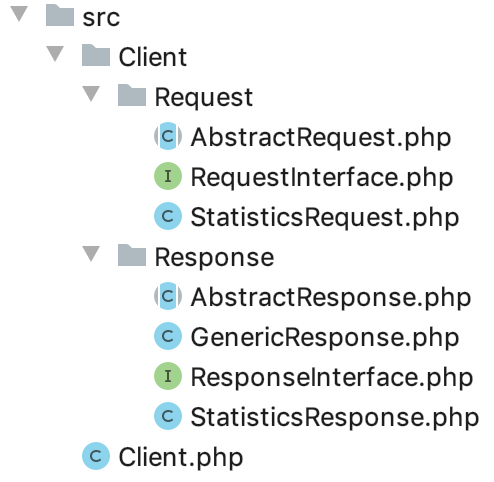 src
Client
Request
C AbstractRequest.php
I RequestInterface.php
C StatisticsRequest.php
Response
C AbstractResponse.php
C GenericResponse.php
I ResponseInterface.php
C StatisticsResponse.php
C Client.php